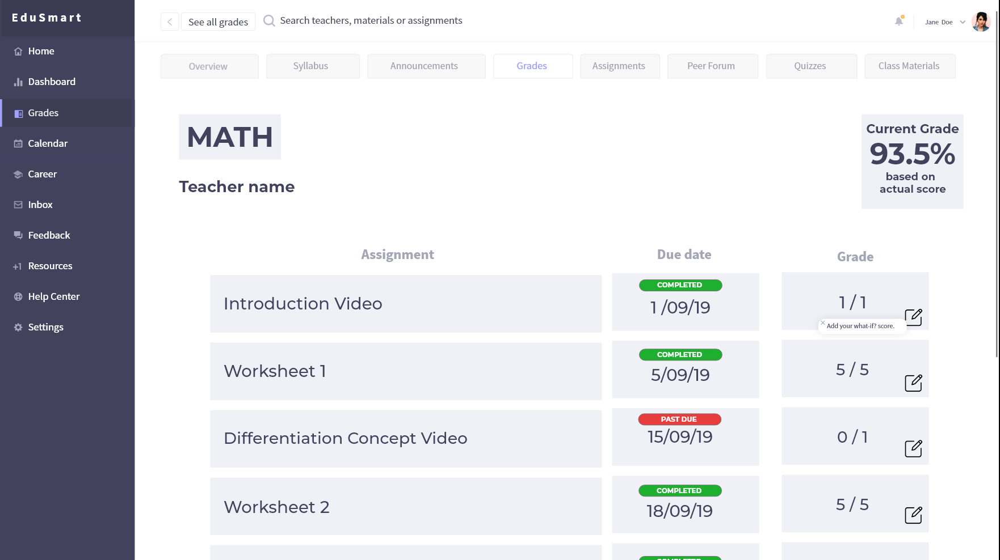 EduSmart
See all grades
Search teachers, materials or assignments
Jane Doe
Home
Dashboard
Grades
Calendar
Career
Inbox
Feedback
Resources
Help Center
Settings
Overview
Syllabus
Announcements
Grades
Assignments
Peer Forum
Quizzes
Class Materials
MATH
Teacher name
Current Grade
93.5%
based on
actual score
Assignment
Due date
Grade
Introduction Video
COMPLETED
1 /09/19
1 / 1
Add your what-if? score.
Worksheet 1
COMPLETED
5/09/19
5 / 5
Differentiation Concept Video
PAST DUE
15/09/19
0 / 1
Worksheet 2
COMPLETED
18/09/19
5 / 5